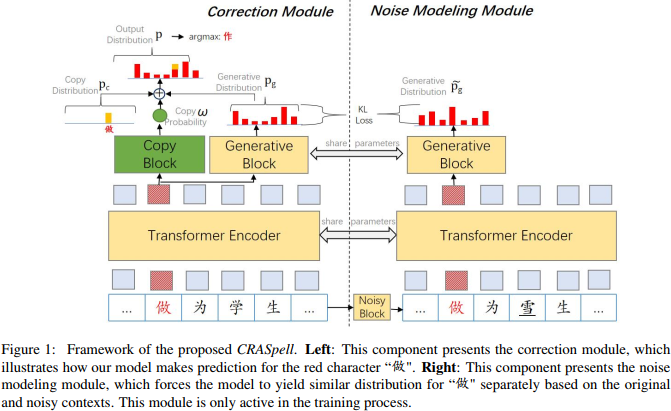 Correction Module
Noise Modeling Module
Output
Distribution p
argmax: 作
Copy
Distribution pc
做
Copy ω
Probability
Generative
Distribution pg
KL
Loss
Generative
Distribution p̃g
Copy
Block
Generative
Block
share parameters
Generative
Block
Transformer Encoder
share parameters
Transformer Encoder
... 做 为 学 生 ...
Noisy
Block
... 做 为 雪 生 ...
Figure 1: Framework of the proposed CRASpell. Left: This component presents the correction module, which
illustrates how our model makes prediction for the red character “做". Right: This component presents the noise
modeling module, which forces the model to yield similar distribution for “做" separately based on the original
and noisy contexts. This module is only active in the training process.